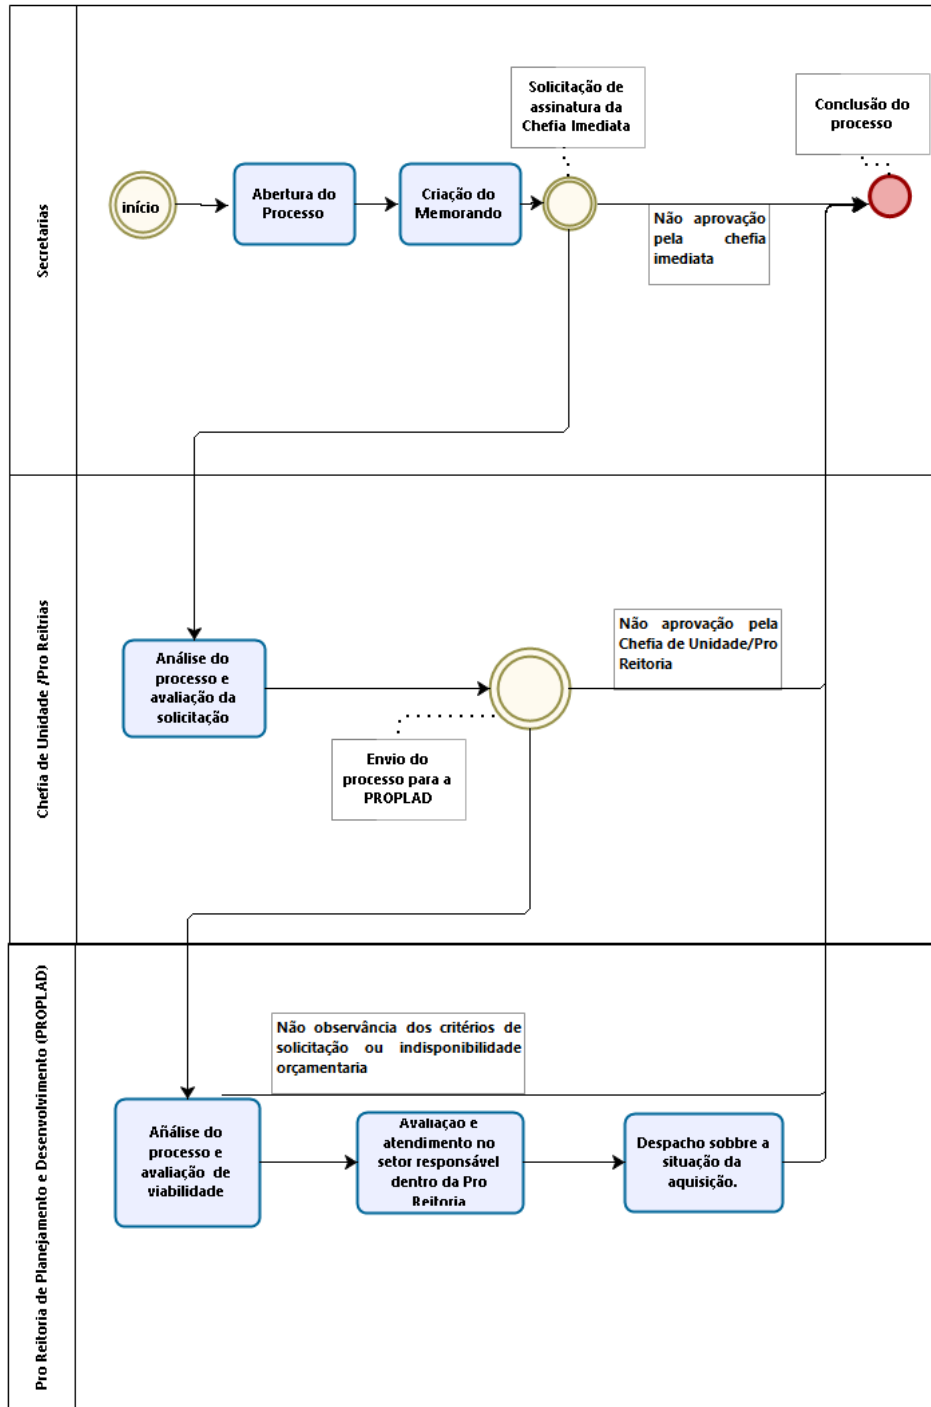 Secretarias
início
Abertura do
Processo
Criação do
Memorando
Solicitação de
assinatura da
Chefia Imediata
Conclusão do
processo
Não aprovação
pela chefia
imediata
Chefia de Unidade /Pro Reitrias
Análise do
processo e
avaliação da
solicitação
Envio do
processo para a
PROPLAD
Não aprovação pela
Chefia de Unidade/Pro
Reitoria
Pro Reitoria de Planejamento e Desenvolvimento (PROPLAD)
Não observância dos critérios de
solicitação ou indisponibilidade
orçamentaria
Añálise do
processo e
avaliação de
viabilidade
Avaliação e
atendimento no
setor responsável
dentro da Pro
Reitoria
Despacho sobbre a
situação da
aquisição.